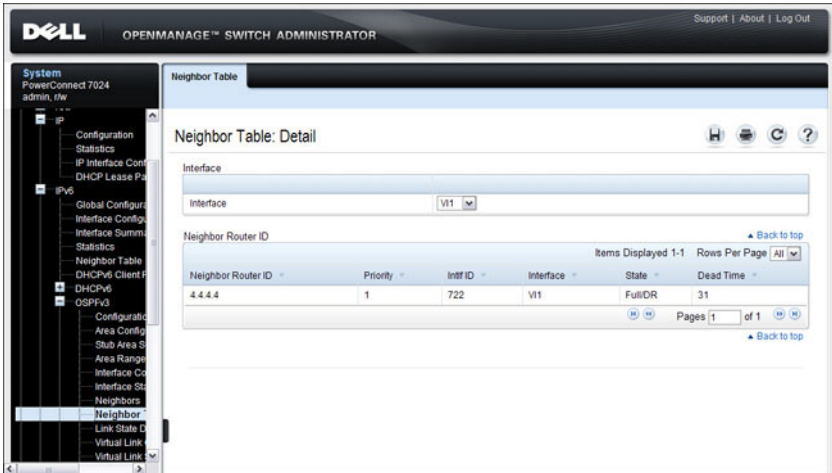 Support | About | Log Out
DELL
OPENMANAGE™ SWITCH ADMINISTRATOR
System
PowerConnect 7024
admin, r/w
IP
Configuration
Statistics
IP Interface Conf
DHCP Lease Pa
IPv6
Global Configura
Interface Configu
Interface Summa
Statistics
Neighbor Table
DHCPv6 Client P
DHCPv6
OSPFv3
Configuratio
Area Config
Stub Area S
Area Range
Interface Co
Interface Sta
Neighbors
Neighbor
Link State D
Virtual Link
Virtual Link
Neighbor Table
Neighbor Table: Detail
Interface
Interface Vl1
Neighbor Router ID
Back to top
Items Displayed 1-1 Rows Per Page All
Neighbor Router ID Priority IntIf ID Interface State Dead Time
4.4.4.4 1 722 Vl1 Full/DR 31
Pages 1 of 1
Back to top